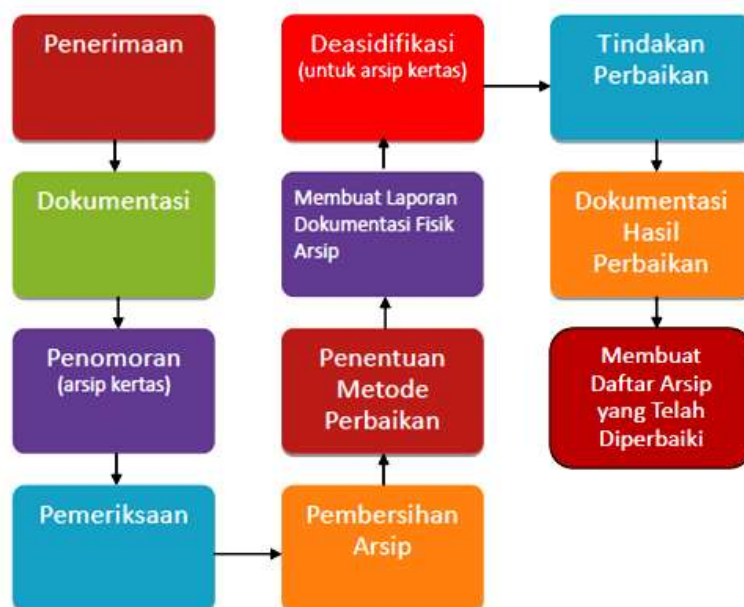 Penerimaan
Dokumentasi
Penomoran
(arsip kertas)
Pemeriksaan
Pembersihan
Arsip
Penentuan
Metode
Perbaikan
Membuat Laporan
Dokumentasi Fisik
Arsip
Deasidifikasi
(untuk arsip kertas)
Tindakan
Perbaikan
Dokumentasi
Hasil
Perbaikan
Membuat
Daftar Arsip
yang Telah
Diperbaiki